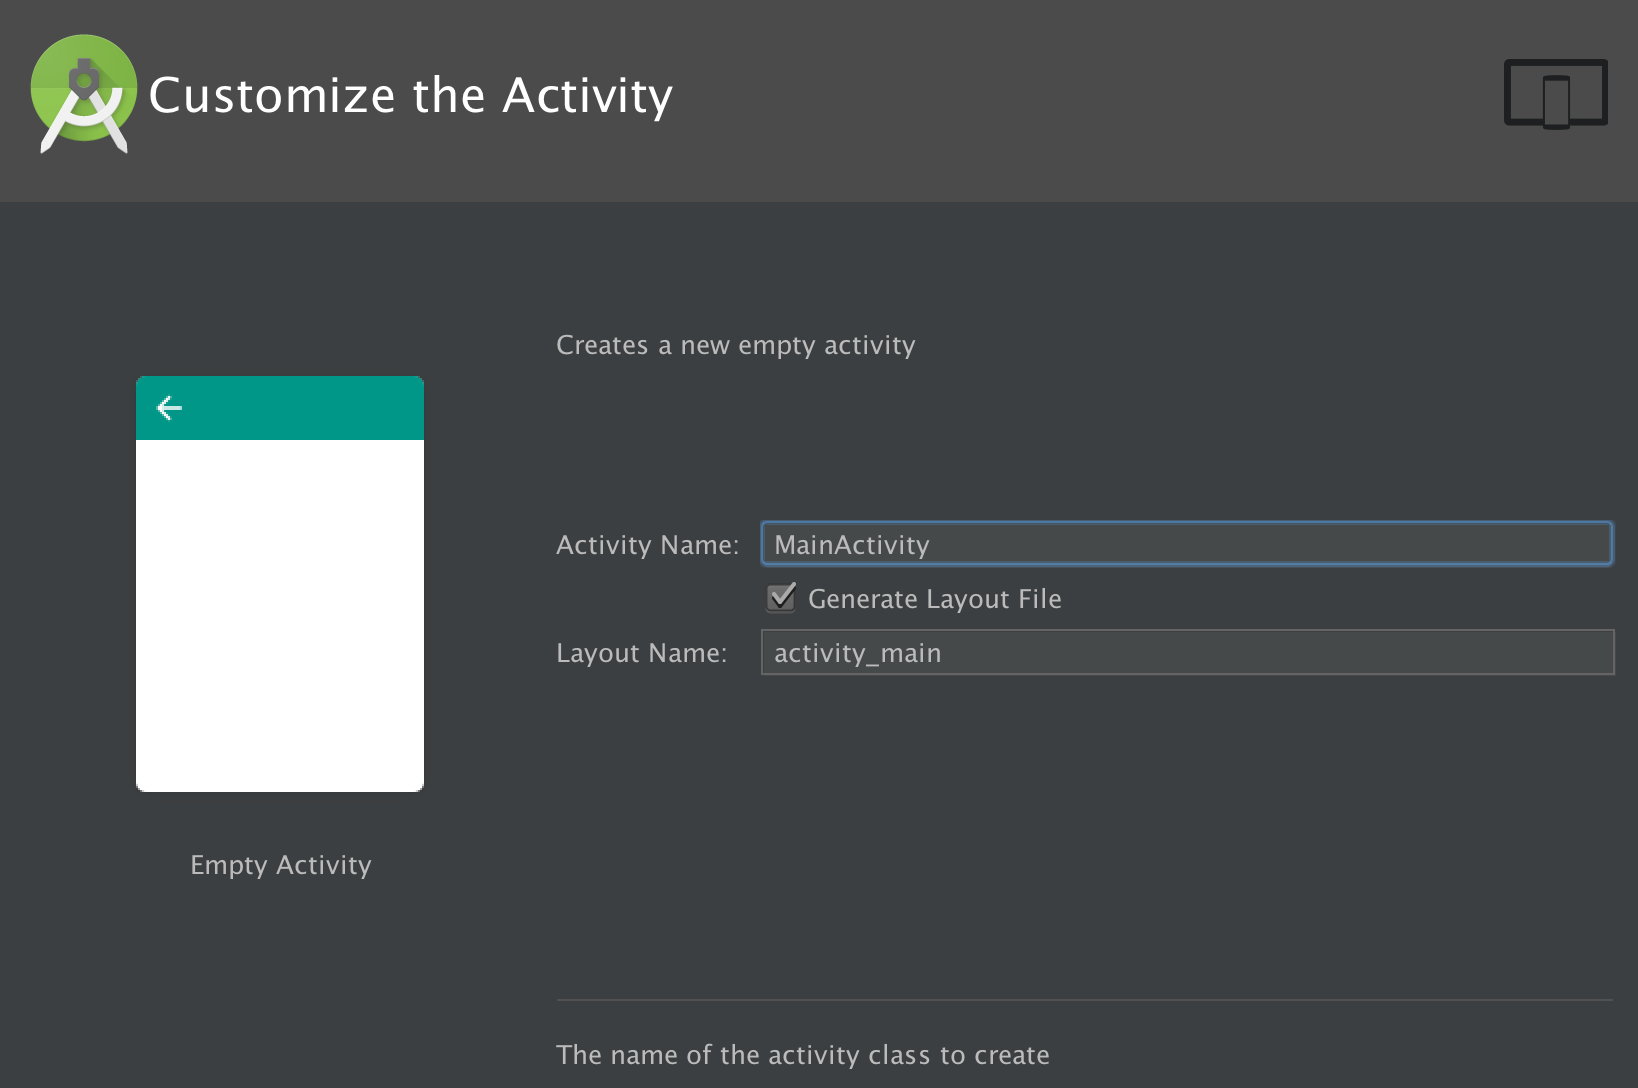 Customize the Activity
Creates a new empty activity
Activity Name: MainActivity
Generate Layout File
Layout Name: activity_main
Empty Activity
The name of the activity class to create